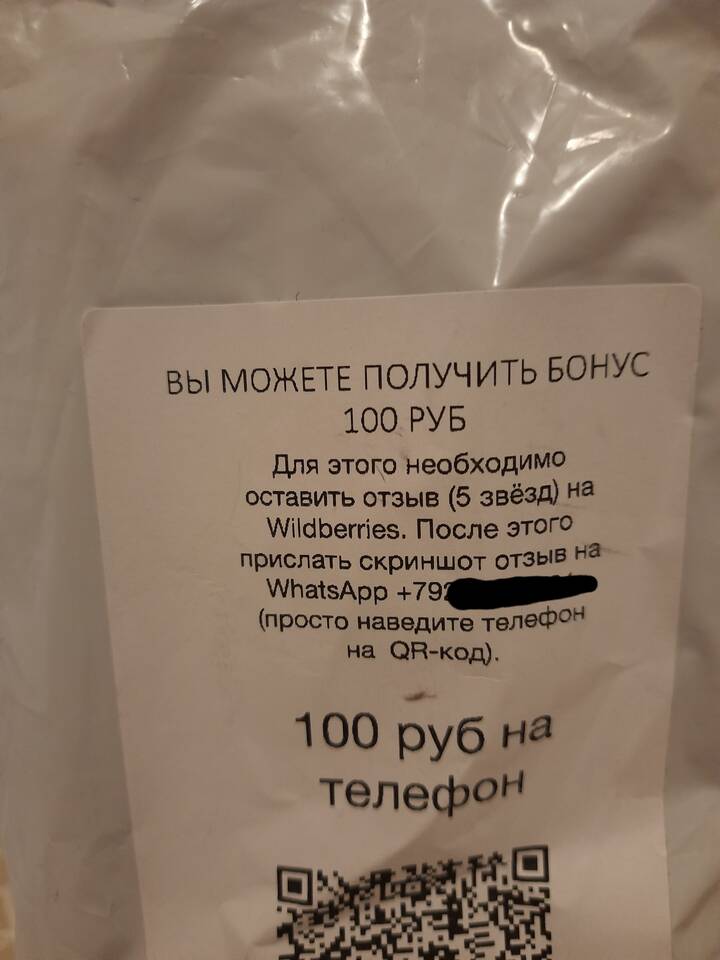 ВЫ МОЖЕТЕ ПОЛУЧИТЬ БОНУС
100 РУБ
Для этого необходимо
оставить отзыв (5 звёзд) на
Wildberries. После этого
прислать скриншот отзыв на
WhatsApp +79
(просто наведите телефон
на QR-код).
100 руб на
телефон